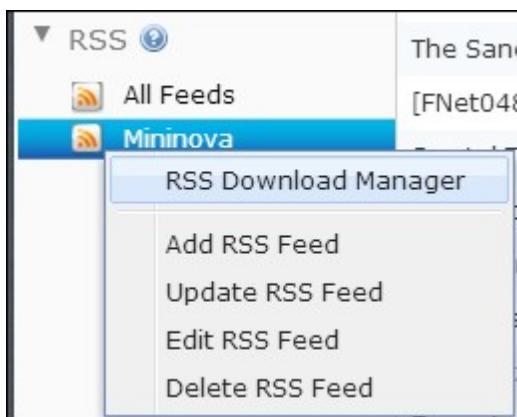 RSS
All Feeds
Mininova
RSS Download Manager
Add RSS Feed
Update RSS Feed
Edit RSS Feed
Delete RSS Feed
The
[FNet048